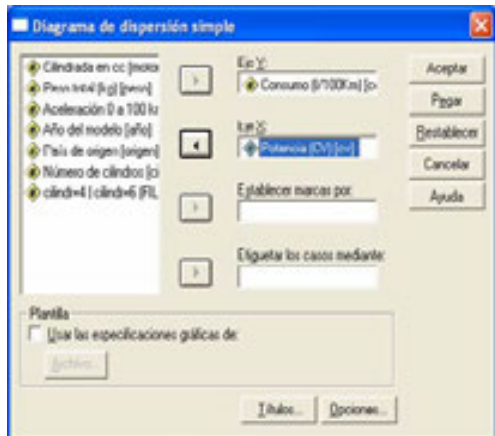 Diagrama de dispersión simple
Cilindrada en cc [motor
Peso total (kg) [peso]
Aceleración 0 a 100 km
Año del modelo [año]
País de origen [origen]
Número de cilindros [ci
cilindr=4 | cilindr=6 (FIL
Eje Y:
Consumo (l/100Km) [co
Eje X:
Potencia (CV) [cv]
Establecer marcas por:
Etiquetar los casos mediante:
Aceptar
Pegar
Restablecer
Cancelar
Ayuda
Plantilla
Usar las especificaciones gráficas de:
Archivo...
Títulos...
Opciones...